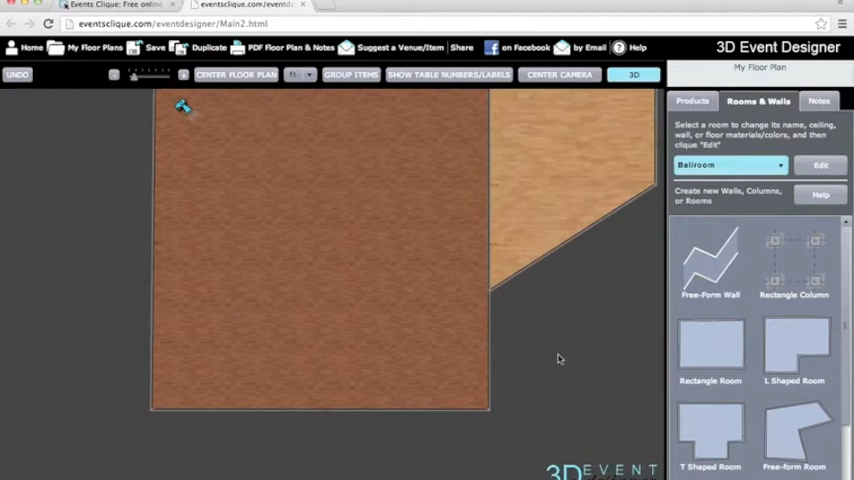 Events Clique: Free online
eventsclique.com/eventde
eventsclique.com/eventdesigner/Main2.html
Home My Floor Plans Save Duplicate PDF Floor Plan & Notes Suggest a Venue/Item Share on Facebook by Email Help 3D Event Designer
UNDO CENTER FLOOR PLAN GROUP ITEMS SHOW TABLE NUMBERS/LABELS CENTER CAMERA 3D
My Floor Plan
Products Rooms & Walls Notes
Select a room to change its name, ceiling,
wall, or floor materials/colors, and then
clique "Edit"
Ballroom Edit
Create new Walls, Columns,
or Rooms
Help
Free-Form Wall Rectangle Column
Rectangle Room L Shaped Room
T Shaped Room Free-form Room
3D EVENT